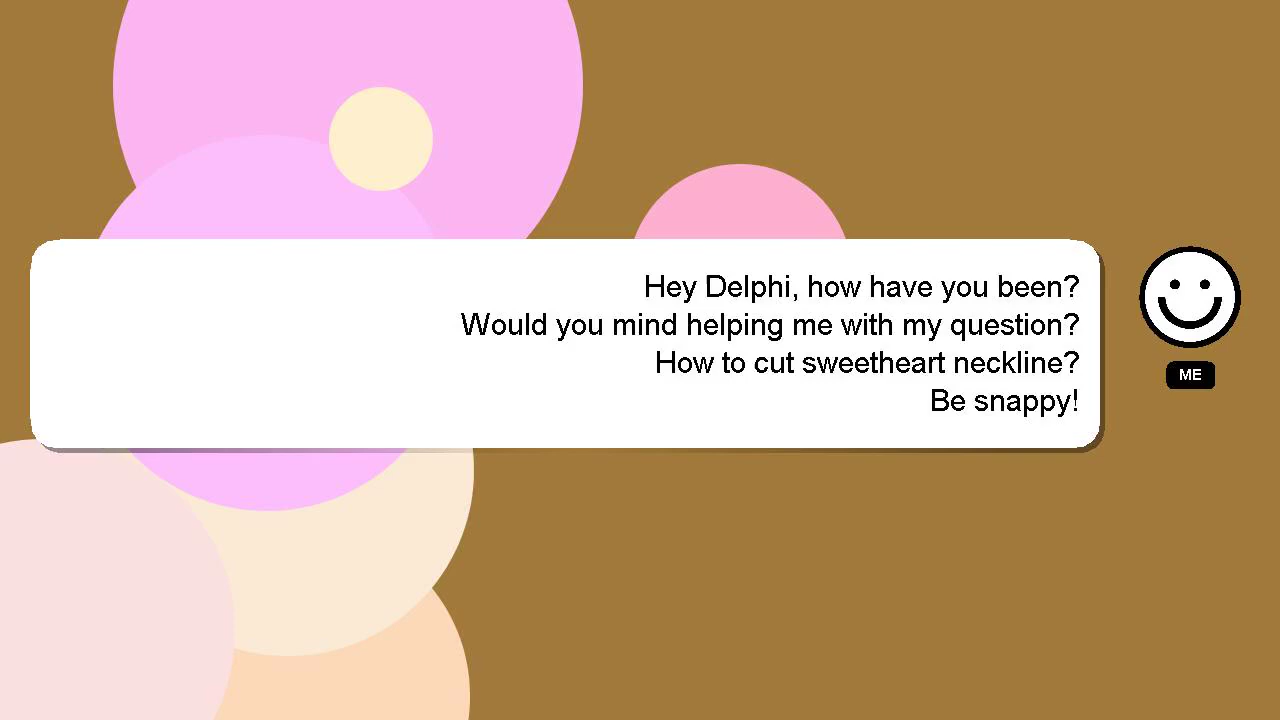 Hey Delphi, how have you been?
Would you mind helping me with my question?
How to cut sweetheart neckline?
Be snappy!
ME